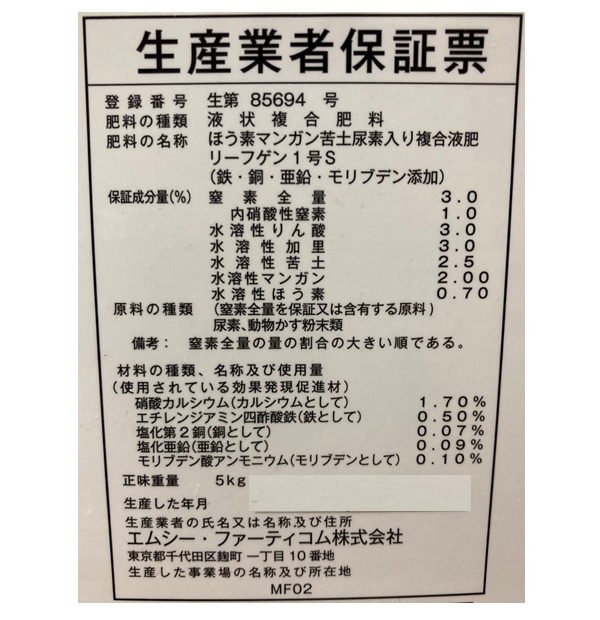 生産業者保証票
登録番号 生第 85694 号
肥料の種類 液状複合肥料
肥料の名称 ほう素マンガン苦土尿素入り複合液肥
リーフゲン1号S
(鉄・銅・亜鉛・モリブデン添加)
保証成分量(%) 窒素全量 3.0
内硝酸性窒素 1.0
水溶性りん酸 3.0
水溶性加里 3.0
水溶性苦土 2.5
水溶性マンガン 2.00
水溶性ほう素 0.70
原料の種類 (窒素全量を保証又は含有する原料)
尿素、動物かす粉末類
備考: 窒素全量の量の割合の大きい順である。
材料の種類、名称及び使用量
(使用されている効果発現促進材)
硝酸カルシウム(カルシウムとして) 1.70%
エチレンジアミン四酢酸鉄(鉄として) 0.50%
塩化第2銅(銅として) 0.07%
塩化亜鉛(亜鉛として) 0.09%
モリブデン酸アンモニウム(モリブデンとして) 0.10%
正味重量 5kg
生産した年月
生産業者の氏名又は名称及び住所
エムシー・ファーティコム株式会社
東京都千代田区麹町一丁目10番地
生産した事業場の名称及び所在地
MF02